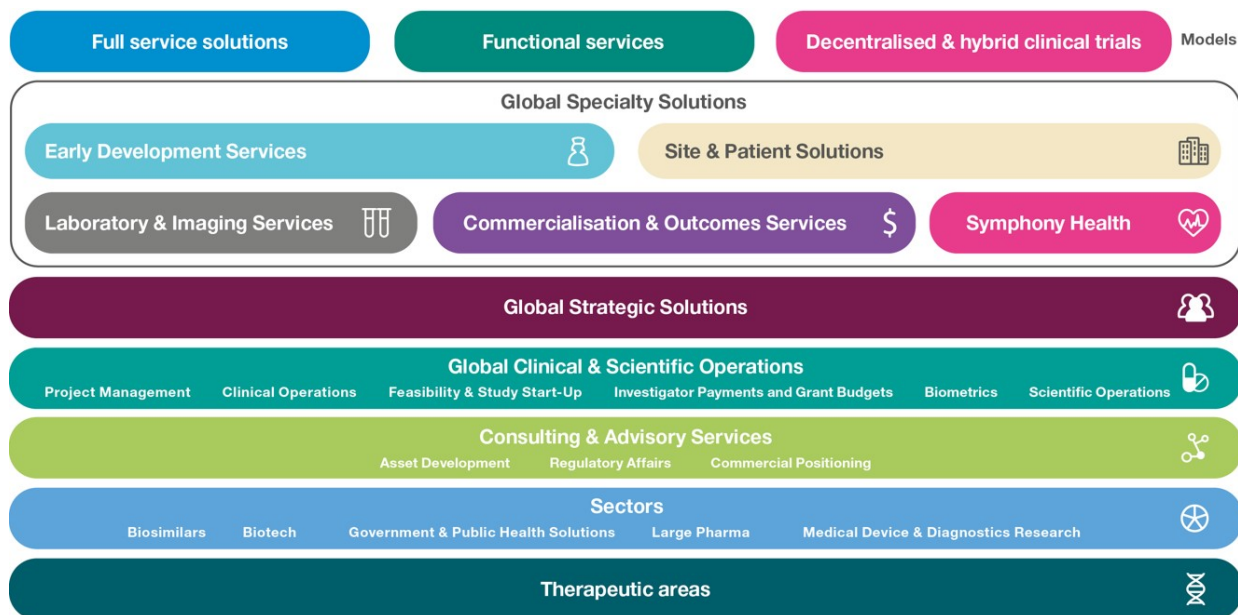 Full service solutions
Functional services
Decentralised & hybrid clinical trials
Models
Global Specialty Solutions
Early Development Services
Site & Patient Solutions
Laboratory & Imaging Services
Commercialisation & Outcomes Services
$
Symphony Health
Global Strategic Solutions
Global Clinical & Scientific Operations
Project Management
Clinical Operations
Feasibility & Study Start-Up
Investigator Payments and Grant Budgets
Biometrics
Scientific Operations
Consulting & Advisory Services
Asset Development
Regulatory Affairs
Commercial Positioning
Sectors
Biosimilars
Biotech
Government & Public Health Solutions
Large Pharma
Medical Device & Diagnostics Research
Therapeutic areas